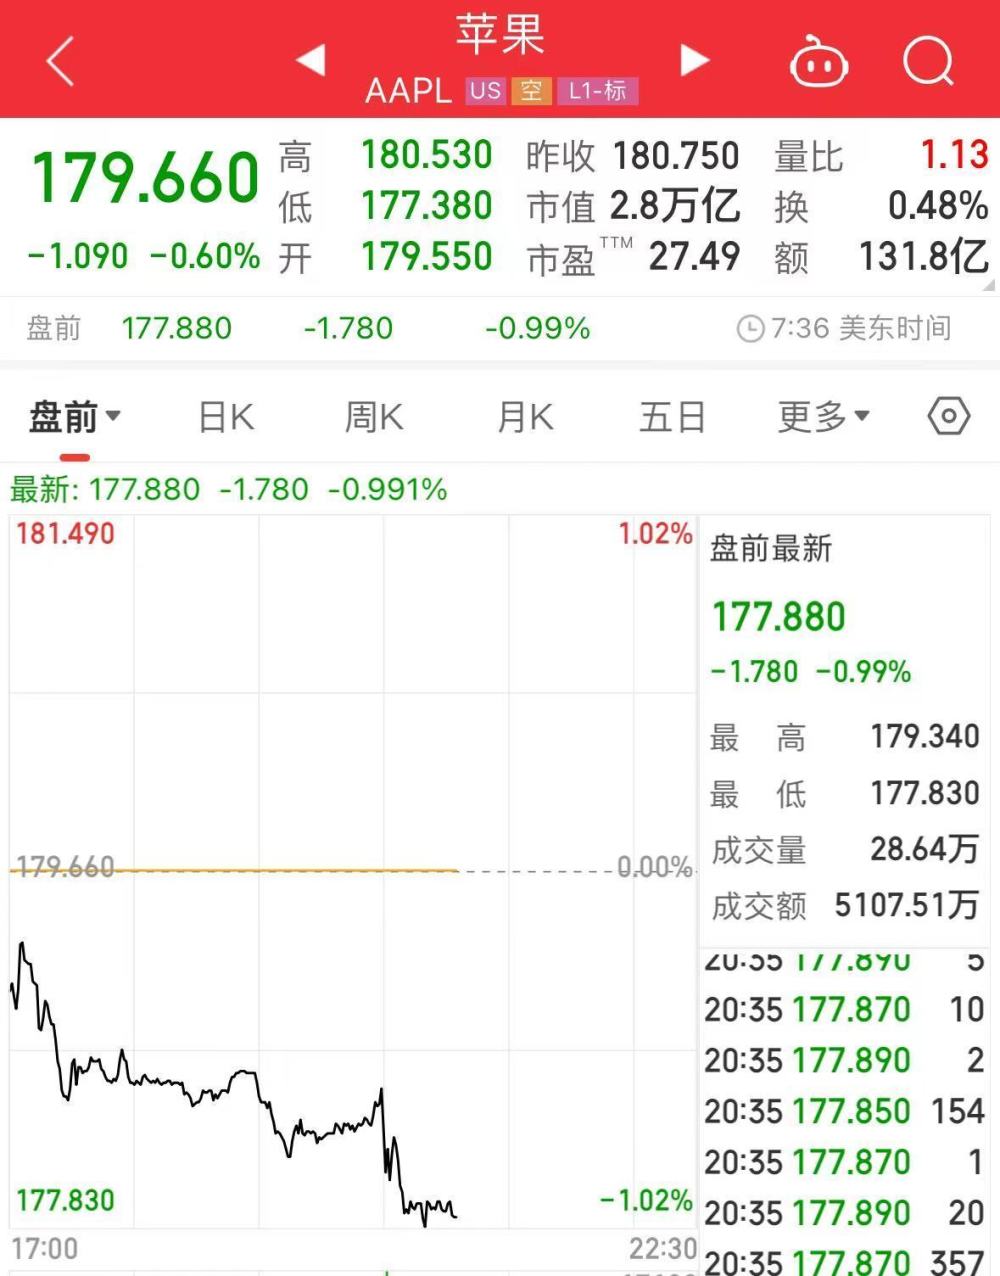 苹果
AAPL US 空 L1-标
179.660
-1.090 -0.60%
高 180.530 昨收 180.750 量比 1.13
低 177.380 市值 2.8万亿 换 0.48%
开 179.550 市盈TTM 27.49 额 131.8亿
盘前 177.880 -1.780 -0.99% 7:36 美东时间
盘前 日K 周K 月K 五日 更多
最新: 177.880 -1.780 -0.991%
181.490 1.02%
179.660 0.00%
177.830 -1.02%
17:00 22:30
盘前最新
177.880
-1.780 -0.99%
最高 179.340
最低 177.830
成交量 28.64万
成交额 5107.51万
20:35 177.890 5
20:35 177.870 10
20:35 177.890 2
20:35 177.850 154
20:35 177.870 1
20:35 177.890 20
20:35 177.870 357